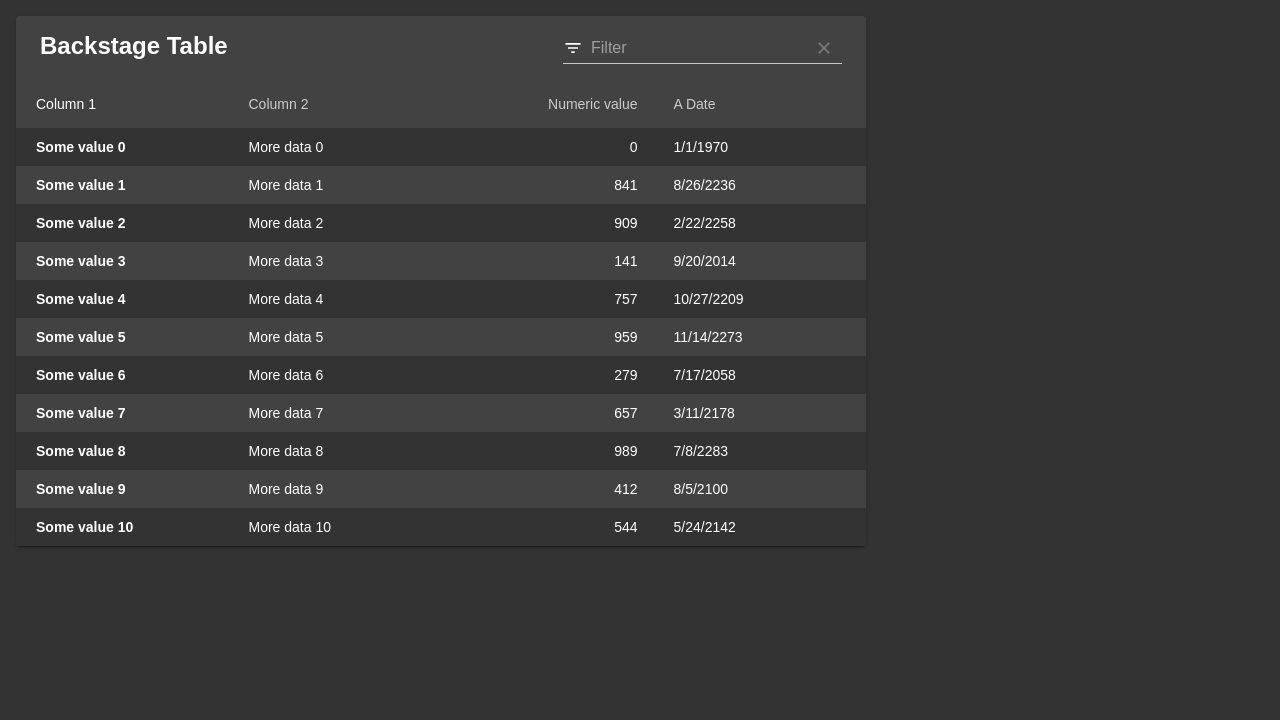 Backstage Table
Filter
Column 1 Column 2 Numeric value A Date
Some value 0 More data 0 0 1/1/1970
Some value 1 More data 1 841 8/26/2236
Some value 2 More data 2 909 2/22/2258
Some value 3 More data 3 141 9/20/2014
Some value 4 More data 4 757 10/27/2209
Some value 5 More data 5 959 11/14/2273
Some value 6 More data 6 279 7/17/2058
Some value 7 More data 7 657 3/11/2178
Some value 8 More data 8 989 7/8/2283
Some value 9 More data 9 412 8/5/2100
Some value 10 More data 10 544 5/24/2142